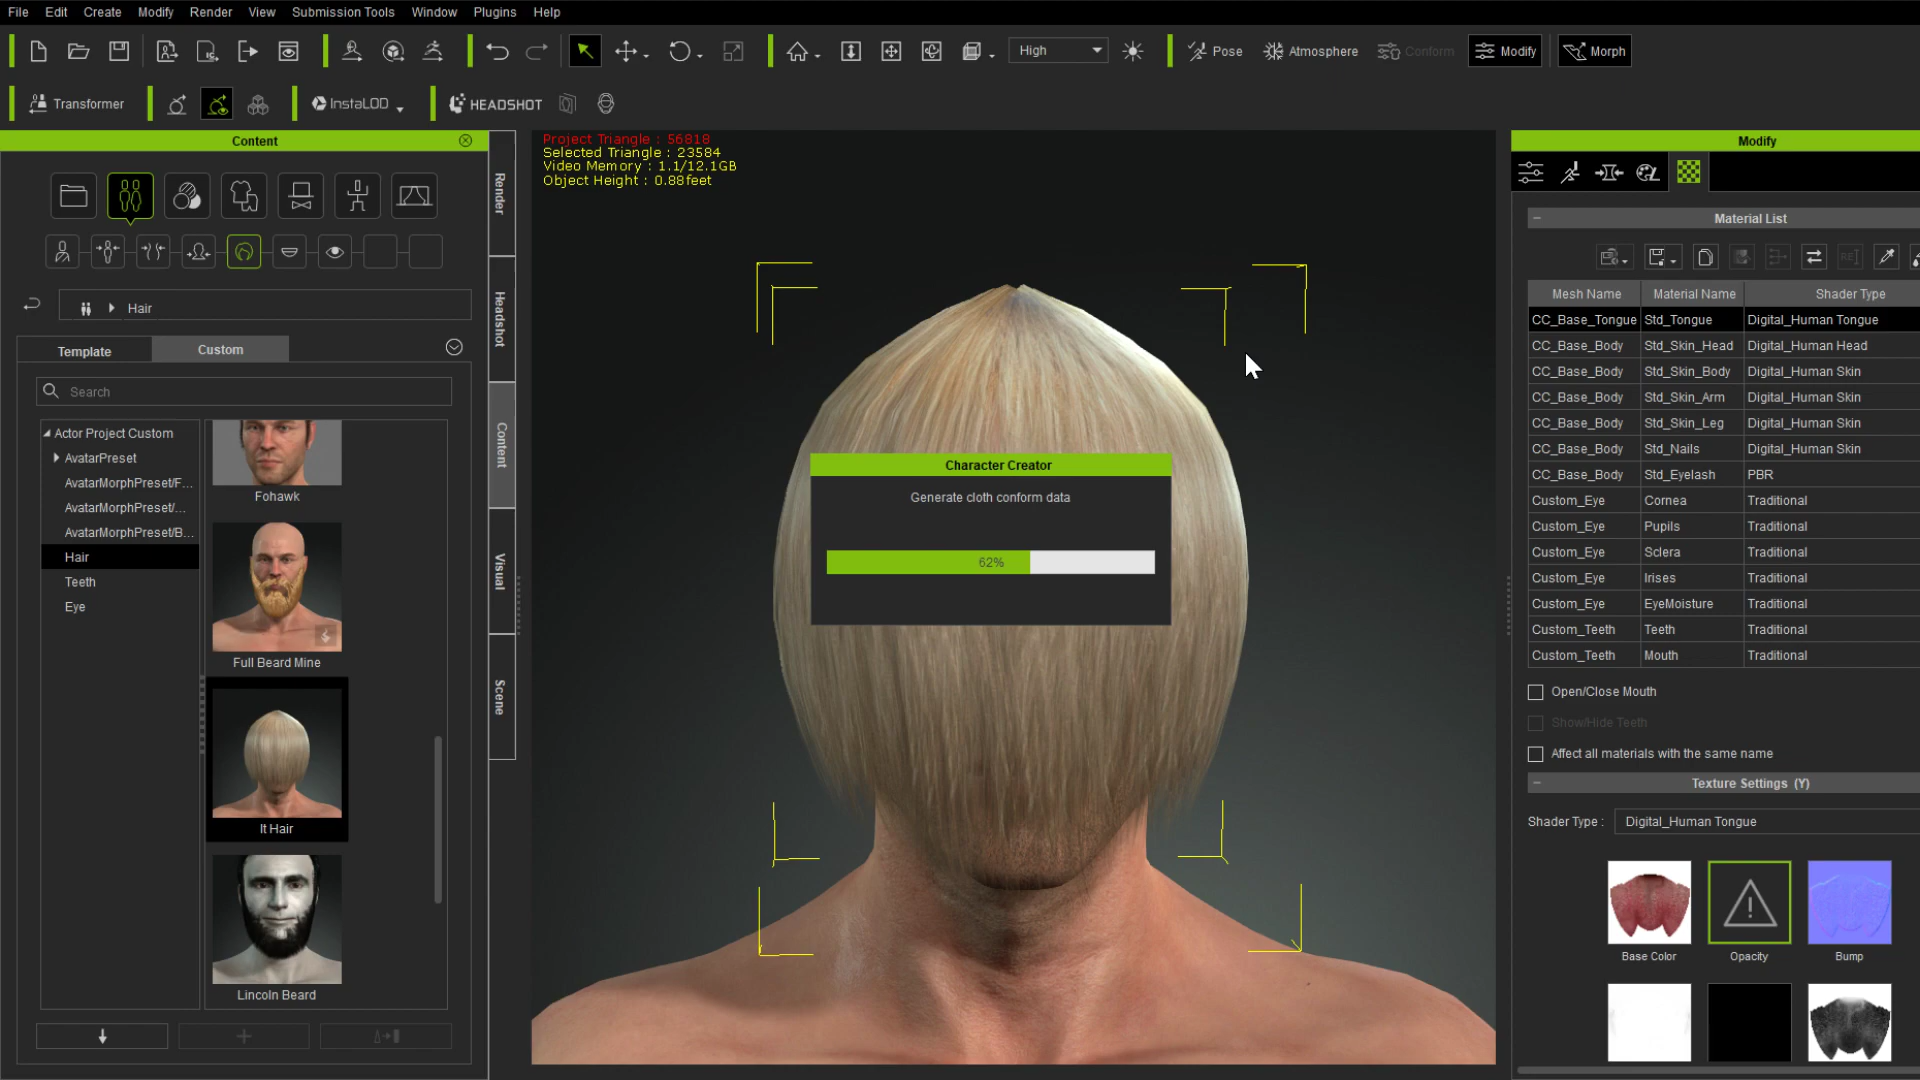 File Edit Create Modify Render View Submission Tools Window Plugins Help
High Pose Atmosphere Conform Modify Morph
Transformer InstaLOD HEADSHOT
Content
Hair
Template Custom
Search
Actor Project Custom
AvatarPreset
AvatarMorphPreset/F...
AvatarMorphPreset/...
AvatarMorphPreset/B...
Hair
Teeth
Eye
Fohawk
Full Beard Mine
It Hair
Lincoln Beard
Render
Headshot
Content
Visual
Scene
Project Triangle : 56818
Selected Triangle : 23584
Video Memory : 1.1/12.1GB
Object Height : 0.88feet
Character Creator
Generate cloth conform data
62%
Modify
Material List
Mesh Name Material Name Shader Type
CC_Base_Tongue Std_Tongue Digital_Human Tongue
CC_Base_Body Std_Skin_Head Digital_Human Head
CC_Base_Body Std_Skin_Body Digital_Human Skin
CC_Base_Body Std_Skin_Arm Digital_Human Skin
CC_Base_Body Std_Skin_Leg Digital_Human Skin
CC_Base_Body Std_Nails Digital_Human Skin
CC_Base_Body Std_Eyelash PBR
Custom_Eye Cornea Traditional
Custom_Eye Pupils Traditional
Custom_Eye Sclera Traditional
Custom_Eye Irises Traditional
Custom_Eye EyeMoisture Traditional
Custom_Teeth Teeth Traditional
Custom_Teeth Mouth Traditional
Open/Close Mouth
Show/Hide Teeth
Affect all materials with the same name
Texture Settings (Y)
Shader Type : Digital_Human Tongue
Base Color Opacity Bump